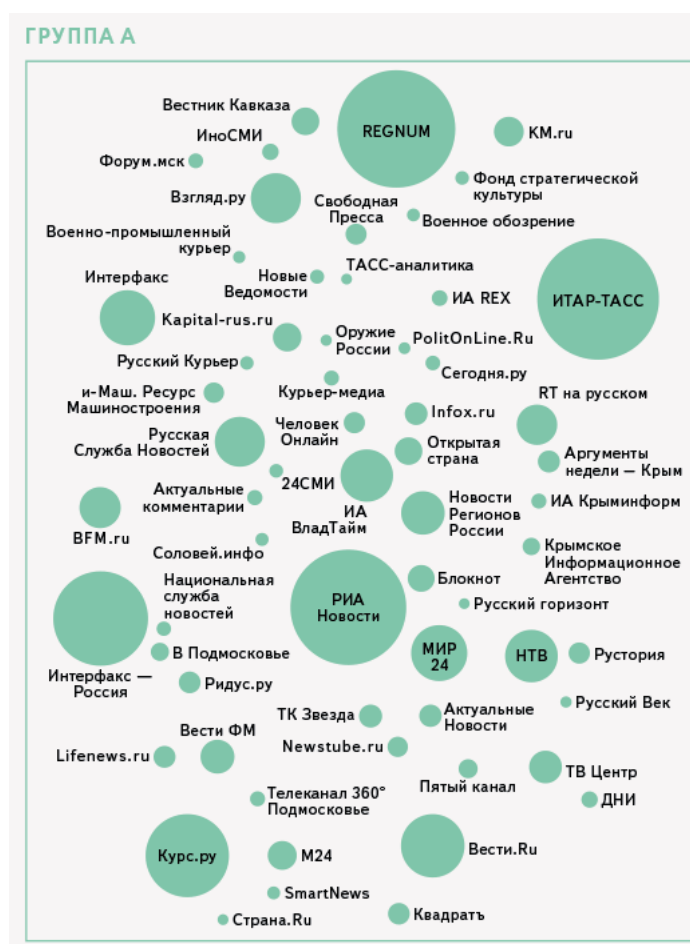 ГРУППА А
Вестник Кавказа
REGNUM
KM.ru
ИноСМИ
Форум.мск
Фонд стратегической
культуры
Взгляд.ру
Свободная
Пресса
Военное обозрение
Военно-промышленный
курьер
ТАСС-аналитика
Интерфакс
Новые
Ведомости
ИА REX
ИТАР-ТАСС
Kapital-rus.ru
Оружие
России
PolitOnLine.Ru
Русский Курьер
Сегодня.ру
и-Маш. Ресурс
Машиностроения
Курьер-медиа
RT на русском
Infox.ru
Человек
Онлайн
Русская
Служба Новостей
Открытая
страна
Аргументы
недели — Крым
24СМИ
Актуальные
комментарии
ИА
ВладТайм
Новости
Регионов
России
ИА Крыминформ
BFM.ru
Соловей.инфо
Крымское
Информационное
Агентство
Национальная
служба
новостей
РИА
Новости
Блокнот
Русский горизонт
В Подмосковье
МИР
24
НТВ
Рустория
Интерфакс —
Россия
Ридус.ру
Русский Век
ТК Звезда
Актуальные
Новости
Вести ФМ
Newstube.ru
Lifenews.ru
Пятый канал
ТВ Центр
Телеканал 360°
Подмосковье
ДНИ
Курс.ру
М24
Вести.Ru
SmartNews
Страна.Ru
Квадратъ